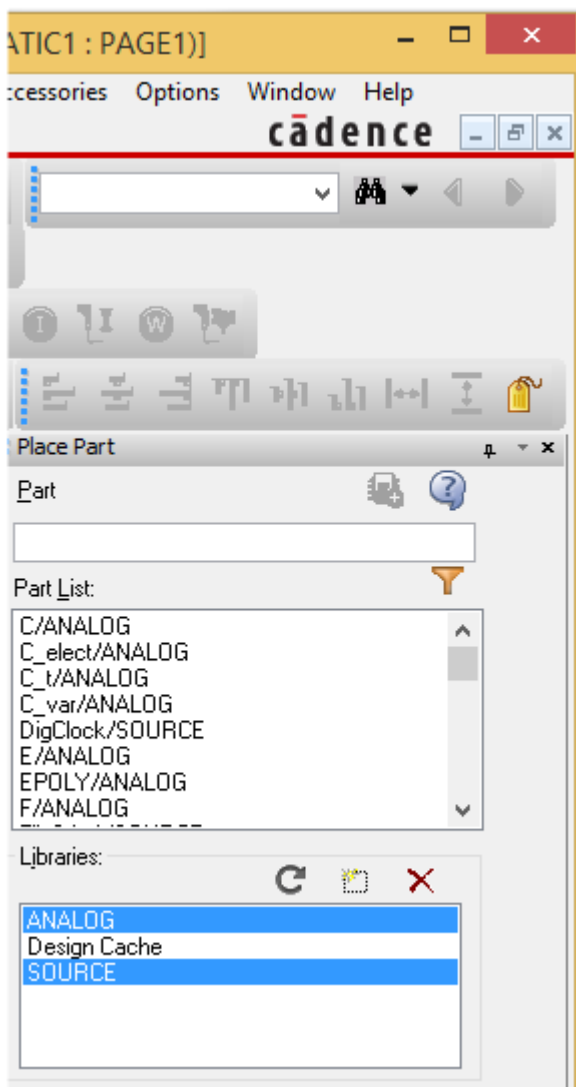 ATIC1 : PAGE1)]
ccessories Options Window Help
cādence
I W
Place Part
Part
Part List:
C/ANALOG
C_elect/ANALOG
C_t/ANALOG
C_var/ANALOG
DigClock/SOURCE
E/ANALOG
EPOLY/ANALOG
F/ANALOG
Libraries:
ANALOG
Design Cache
SOURCE